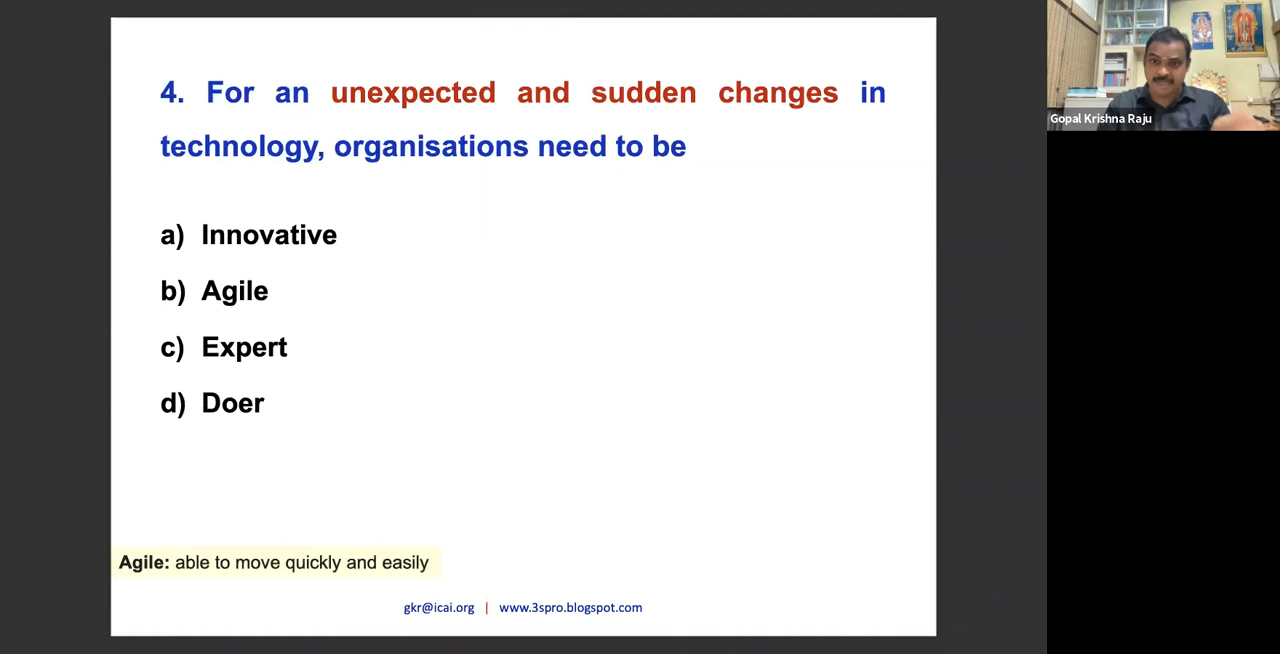 4. For an unexpected and sudden changes in
technology, organisations need to be
a) Innovative
b) Agile
c) Expert
d) Doer
Agile: able to move quickly and easily
gkr@icai.org | www.3spro.blogspot.com
Gopal Krishna Raju